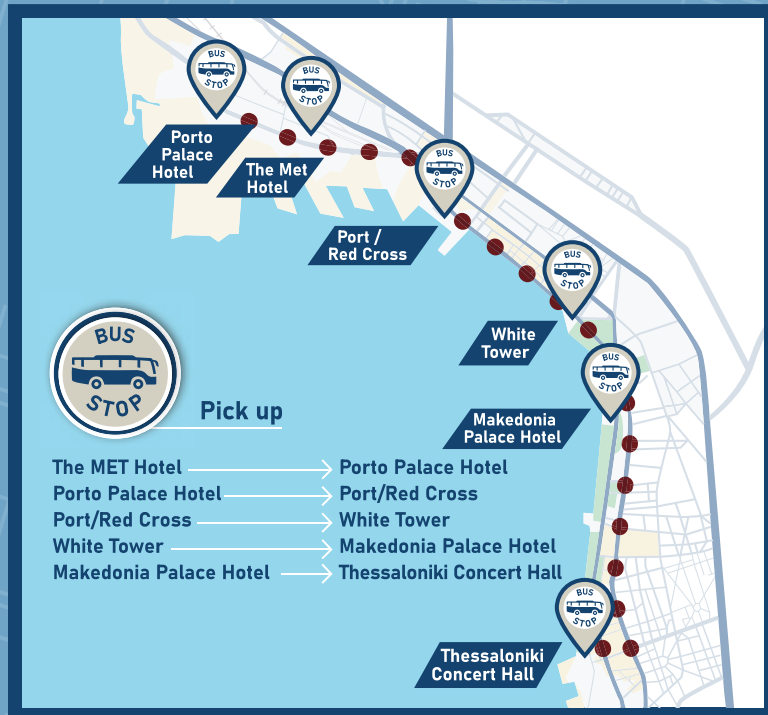 BUS
STOP
BUS
STOP
Porto
Palace
Hotel
The Met
Hotel
BUS
STOP
Port /
Red Cross
BUS
STOP
White
Tower
BUS
STOP
Makedonia
Palace Hotel
BUS
STOP
Pick up
The MET Hotel Porto Palace Hotel
Porto Palace Hotel Port/Red Cross
Port/Red Cross White Tower
White Tower Makedonia Palace Hotel
Makedonia Palace Hotel Thessaloniki Concert Hall
BUS
STOP
Thessaloniki
Concert Hall